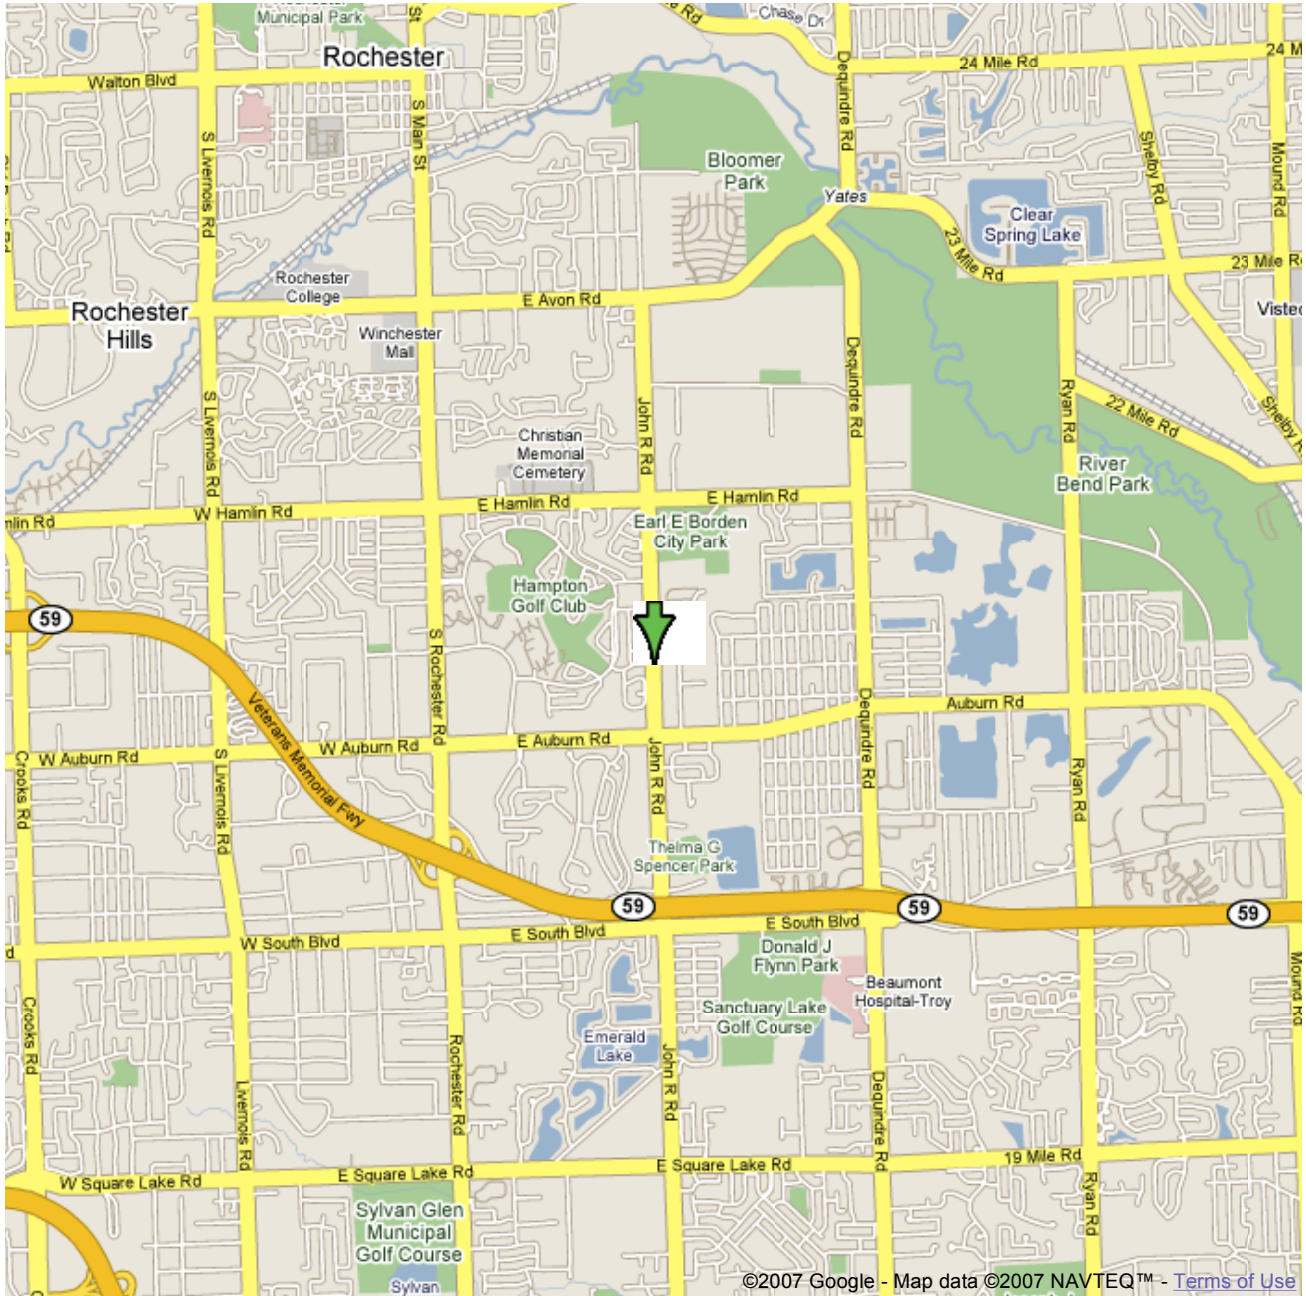 Municipal Park
St
Rd
Chase Dr
Rochester
24 Mile Rd
24 M
Walton Blvd
Dequindre Rd
S Main St
S Livernois Rd
Shelby Rd
Mound Rd
Bloomer
Park
Yates
Clear
Spring Lake
23 Mile Rd
23 Mile R
Rochester
College
E Avon Rd
Rochester
Hills
Winchester
Mall
Visteo
Dequindre Rd
S Livernois Rd
John R Rd
Ryan Rd
22 Mile Rd
Shelby R
Christian
Memorial
Cemetery
River
Bend Park
E Hamlin Rd
E Hamlin Rd
W Hamlin Rd
mlin Rd
Earl E Borden
City Park
Hampton
Golf Club
59
S Rochester Rd
Veterans Memorial Fwy
Dequindre Rd
Auburn Rd
E Auburn Rd
W Auburn Rd
W Auburn Rd
Crooks Rd
S Livernois Rd
John R Rd
Ryan Rd
Thelma G
Spencer Park
59
59
59
E South Blvd
E South Blvd
W South Blvd
d
Donald J
Flynn Park
Beaumont
Hospital-Troy
Mound Rd
Sanctuary Lake
Golf Course
Crooks Rd
Emerald
Lake
Rochester Rd
John R Rd
Livernois Rd
Dequindre Rd
19 Mile Rd
E Square Lake Rd
E Square Lake Rd
W Square Lake Rd
Ryan Rd
Sylvan Glen
Municipal
Golf Course
Sylvan
©2007 Google - Map data ©2007 NAVTEQ™ - Terms of Use